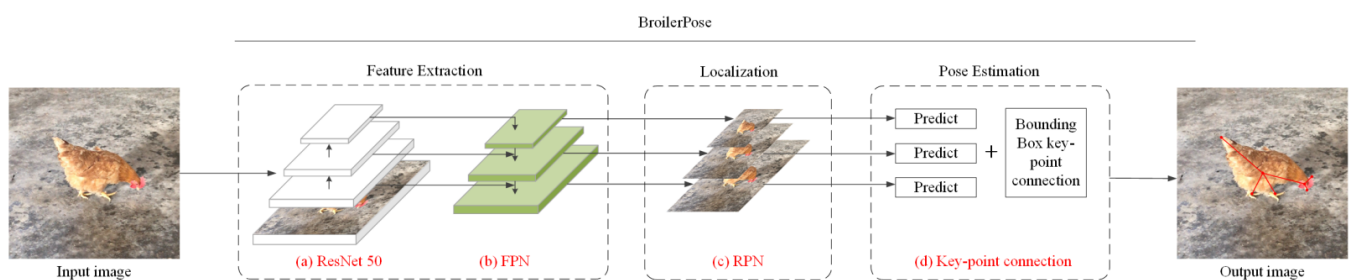 BroilerPose
Feature Extraction
Localization
Pose Estimation
Predict
Predict
Predict
+
Bounding
Box key-
point
connection
Input image
(a) ResNet 50
(b) FPN
(c) RPN
(d) Key-point connection
Output image